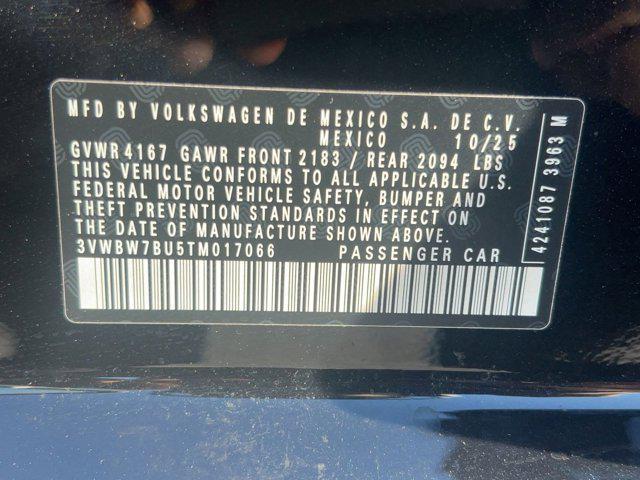 MFD BY VOLKSWAGEN DE MEXICO S.A. DE C.V.
MEXICO 10/25
GVWR 4167 GAWR FRONT 2183 / REAR 2094 LBS
THIS VEHICLE CONFORMS TO ALL APPLICABLE U.S.
FEDERAL MOTOR VEHICLE SAFETY, BUMPER AND
THEFT PREVENTION STANDARDS IN EFFECT ON
THE DATE OF MANUFACTURE SHOWN ABOVE.
3VWBW7BU5TM017066 PASSENGER CAR
4241087 3963 M